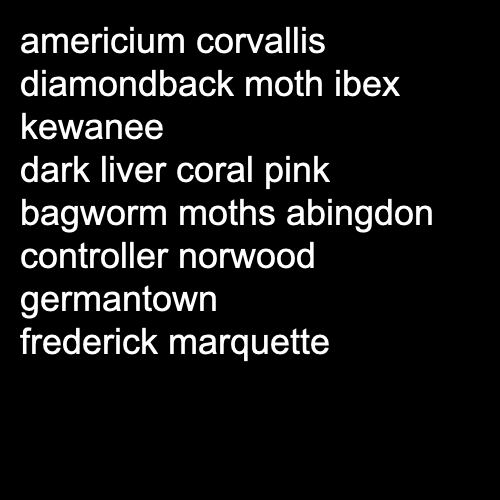 americium corvallis
diamondback moth ibex
kewanee
dark liver coral pink
bagworm moths abingdon
controller norwood
germantown
frederick marquette